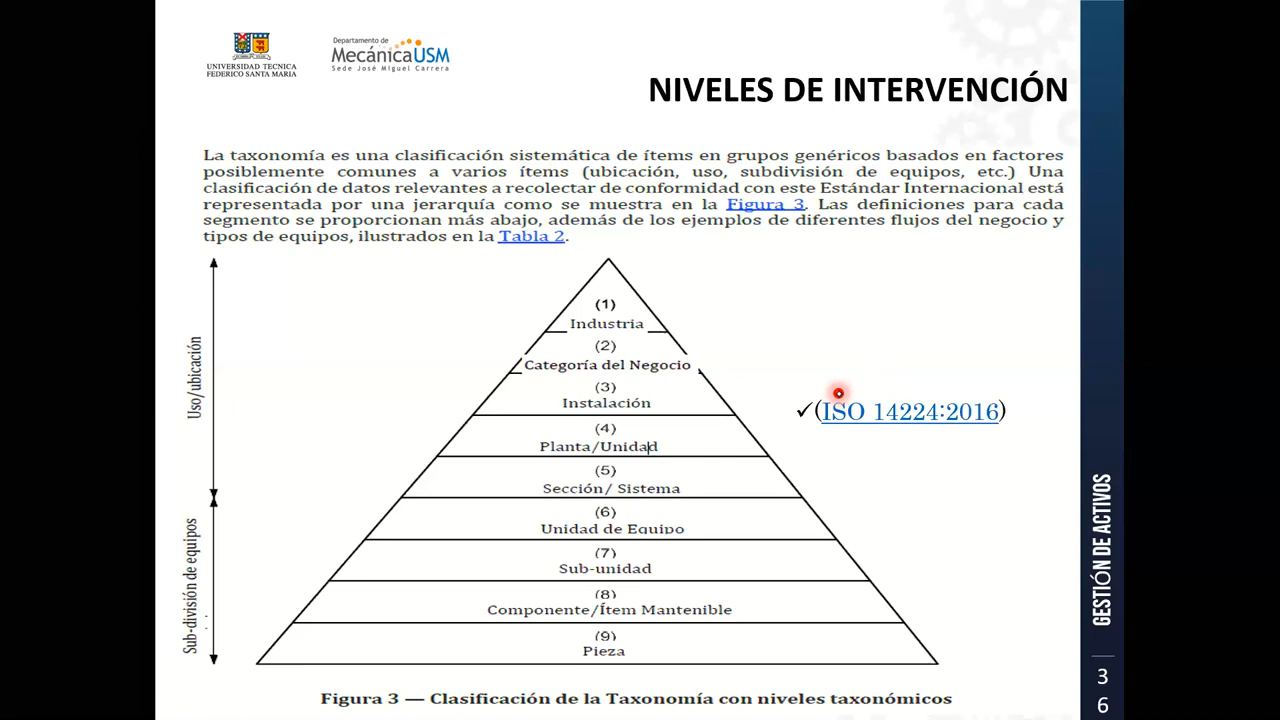 UNIVERSIDAD TECNICA
FEDERICO SANTA MARIA
Departamento de
MecánicaUSM
Sede José Miguel Carrera
NIVELES DE INTERVENCIÓN
La taxonomía es una clasificación sistemática de ítems en grupos genéricos basados en factores
posiblemente comunes a varios ítems (ubicación, uso, subdivisión de equipos, etc.) Una
clasificación de datos relevantes a recolectar de conformidad con este Estándar Internacional está
representada por una jerarquía como se muestra en la Figura 3. Las definiciones para cada
segmento se proporcionan más abajo, además de los ejemplos de diferentes flujos del negocio y
tipos de equipos, ilustrados en la Tabla 2.
Uso/ubicación
Sub-división de equipos
(1)
Industria
(2)
Categoría del Negocio
(3)
Instalación
(4)
Planta/Unidad
(5)
Sección/ Sistema
(6)
Unidad de Equipo
(7)
Sub-unidad
(8)
Componente/Ítem Mantenible
(9)
Pieza
✓(ISO 14224:2016)
Figura 3 — Clasificación de la Taxonomía con niveles taxonómicos
GESTIÓN DE ACTIVOS
3
6